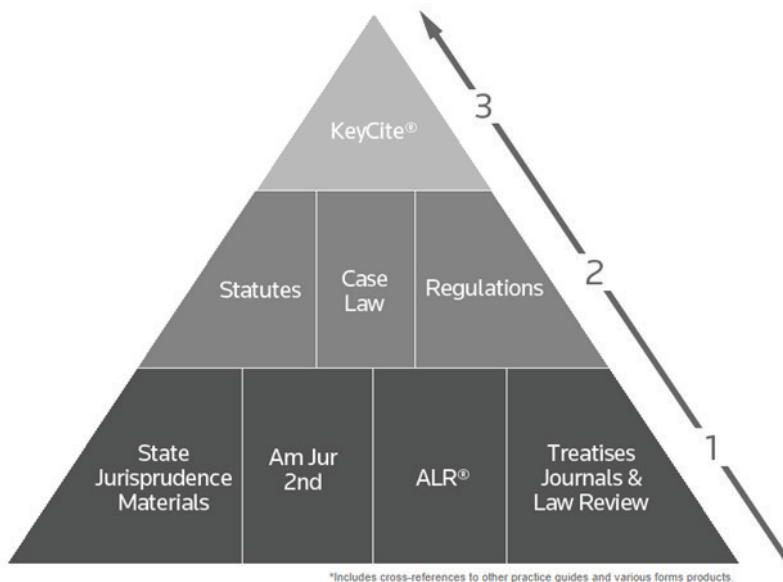 KeyCite®
3
Statutes
Case
Law
Regulations
2
State
Jurisprudence
Materials
Am Jur
2nd
ALR®
Treatises
Journals &
Law Review
1
*Includes cross-references to other practice guides and various forms products.